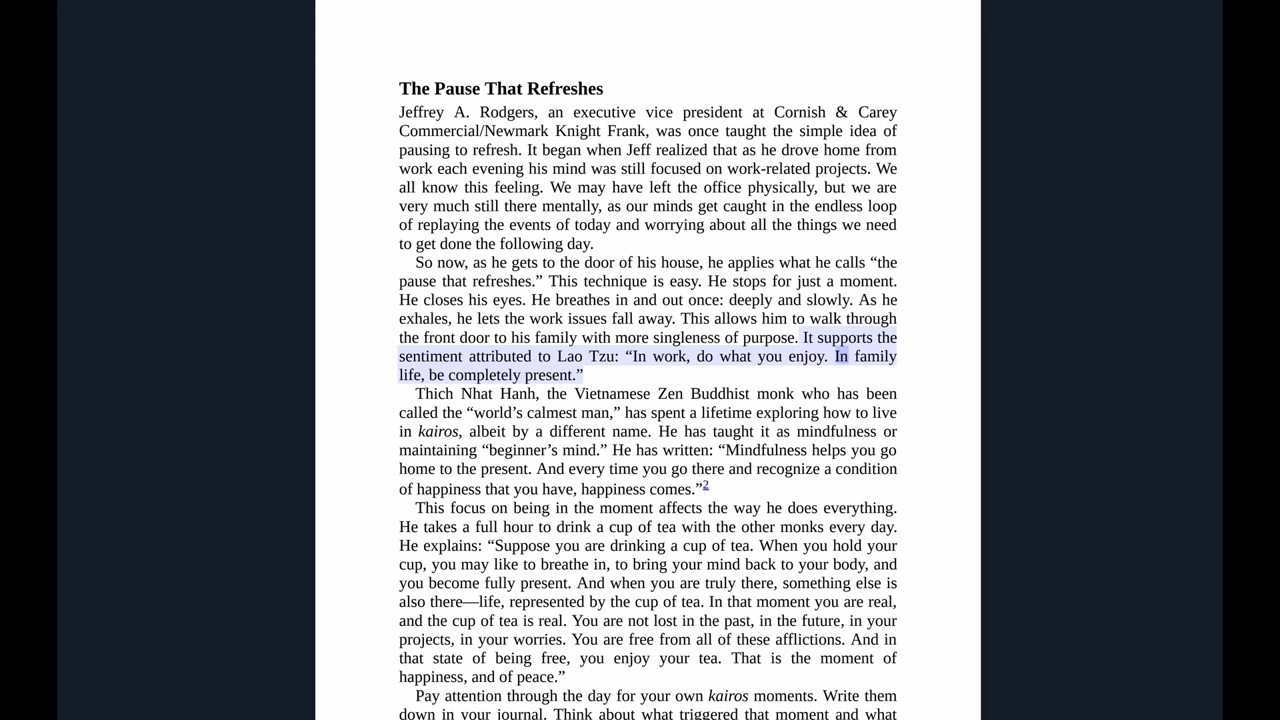 The Pause That Refreshes
Jeffrey A. Rodgers, an executive vice president at Cornish & Carey
Commercial/Newmark Knight Frank, was once taught the simple idea of
pausing to refresh. It began when Jeff realized that as he drove home from
work each evening his mind was still focused on work-related projects. We
all know this feeling. We may have left the office physically, but we are
very much still there mentally, as our minds get caught in the endless loop
of replaying the events of today and worrying about all the things we need
to get done the following day.
So now, as he gets to the door of his house, he applies what he calls “the
pause that refreshes.” This technique is easy. He stops for just a moment.
He closes his eyes. He breathes in and out once: deeply and slowly. As he
exhales, he lets the work issues fall away. This allows him to walk through
the front door to his family with more singleness of purpose. It supports the
sentiment attributed to Lao Tzu: “In work, do what you enjoy. In family
life, be completely present.”
Thich Nhat Hanh, the Vietnamese Zen Buddhist monk who has been
called the “world’s calmest man,” has spent a lifetime exploring how to live
in kairos, albeit by a different name. He has taught it as mindfulness or
maintaining “beginner’s mind.” He has written: “Mindfulness helps you go
home to the present. And every time you go there and recognize a condition
of happiness that you have, happiness comes.”2
This focus on being in the moment affects the way he does everything.
He takes a full hour to drink a cup of tea with the other monks every day.
He explains: “Suppose you are drinking a cup of tea. When you hold your
cup, you may like to breathe in, to bring your mind back to your body, and
you become fully present. And when you are truly there, something else is
also there—life, represented by the cup of tea. In that moment you are real,
and the cup of tea is real. You are not lost in the past, in the future, in your
projects, in your worries. You are free from all of these afflictions. And in
that state of being free, you enjoy your tea. That is the moment of
happiness, and of peace.”
Pay attention through the day for your own kairos moments. Write them
down in your journal. Think about what triggered that moment and what